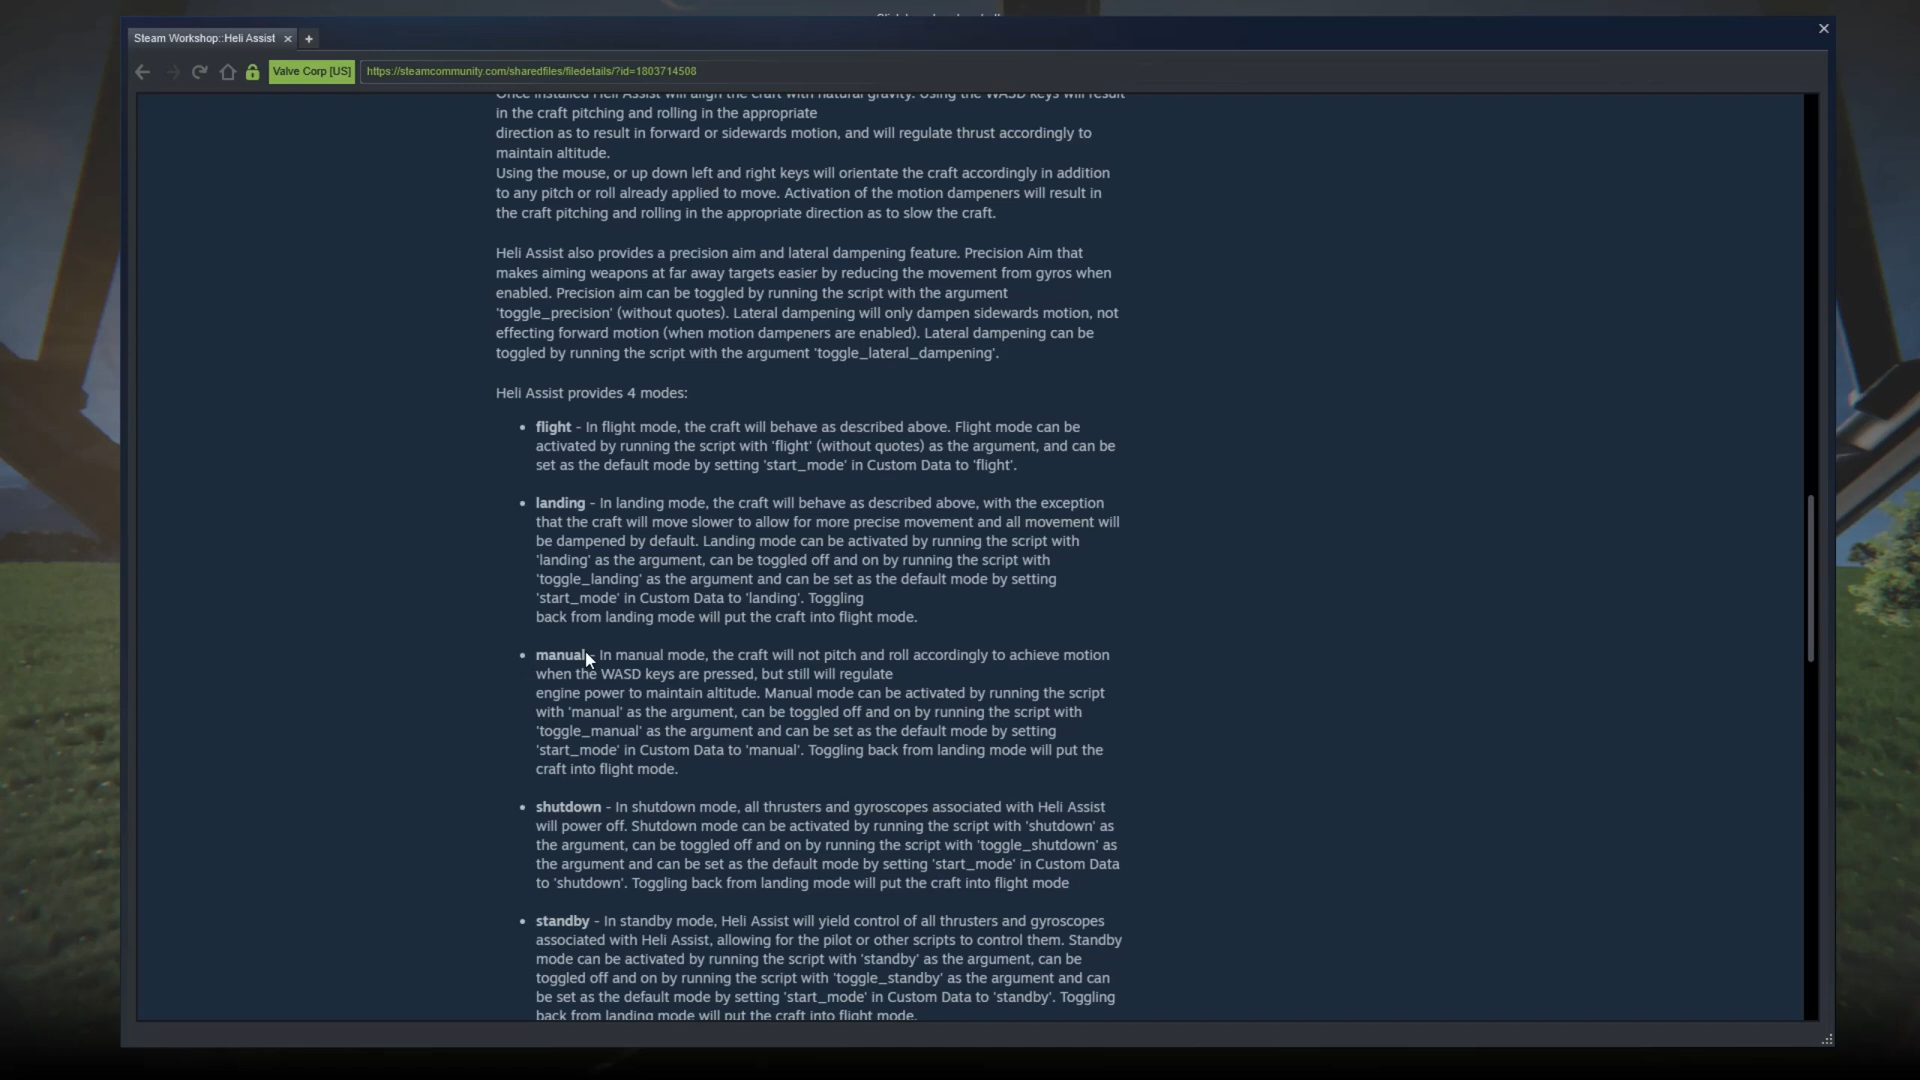 Steam Workshop::Heli Assist
Valve Corp [US]
https://steamcommunity.com/sharedfiles/filedetails/?id=1803714508
Once installed Heli Assist will align the craft with natural gravity. Using the WASD keys will result
in the craft pitching and rolling in the appropriate
direction as to result in forward or sidewards motion, and will regulate thrust accordingly to
maintain altitude.
Using the mouse, or up down left and right keys will orientate the craft accordingly in addition
to any pitch or roll already applied to move. Activation of the motion dampeners will result in
the craft pitching and rolling in the appropriate direction as to slow the craft.
Heli Assist also provides a precision aim and lateral dampening feature. Precision Aim that
makes aiming weapons at far away targets easier by reducing the movement from gyros when
enabled. Precision aim can be toggled by running the script with the argument
'toggle_precision' (without quotes). Lateral dampening will only dampen sidewards motion, not
effecting forward motion (when motion dampeners are enabled). Lateral dampening can be
toggled by running the script with the argument 'toggle_lateral_dampening'.
Heli Assist provides 4 modes:
• flight - In flight mode, the craft will behave as described above. Flight mode can be
activated by running the script with 'flight' (without quotes) as the argument, and can be
set as the default mode by setting 'start_mode' in Custom Data to 'flight'.
• landing - In landing mode, the craft will behave as described above, with the exception
that the craft will move slower to allow for more precise movement and all movement will
be dampened by default. Landing mode can be activated by running the script with
'landing' as the argument, can be toggled off and on by running the script with
'toggle_landing' as the argument and can be set as the default mode by setting
'start_mode' in Custom Data to 'landing'. Toggling
back from landing mode will put the craft into flight mode.
• manual - In manual mode, the craft will not pitch and roll accordingly to achieve motion
when the WASD keys are pressed, but still will regulate
engine power to maintain altitude. Manual mode can be activated by running the script
with 'manual' as the argument, can be toggled off and on by running the script with
'toggle_manual' as the argument and can be set as the default mode by setting
'start_mode' in Custom Data to 'manual'. Toggling back from landing mode will put the
craft into flight mode.
• shutdown - In shutdown mode, all thrusters and gyroscopes associated with Heli Assist
will power off. Shutdown mode can be activated by running the script with 'shutdown' as
the argument, can be toggled off and on by running the script with 'toggle_shutdown' as
the argument and can be set as the default mode by setting 'start_mode' in Custom Data
to 'shutdown'. Toggling back from landing mode will put the craft into flight mode
• standby - In standby mode, Heli Assist will yield control of all thrusters and gyroscopes
associated with Heli Assist, allowing for the pilot or other scripts to control them. Standby
mode can be activated by running the script with 'standby' as the argument, can be
toggled off and on by running the script with 'toggle_standby' as the argument and can
be set as the default mode by setting 'start_mode' in Custom Data to 'standby'. Toggling
back from landing mode will put the craft into flight mode.